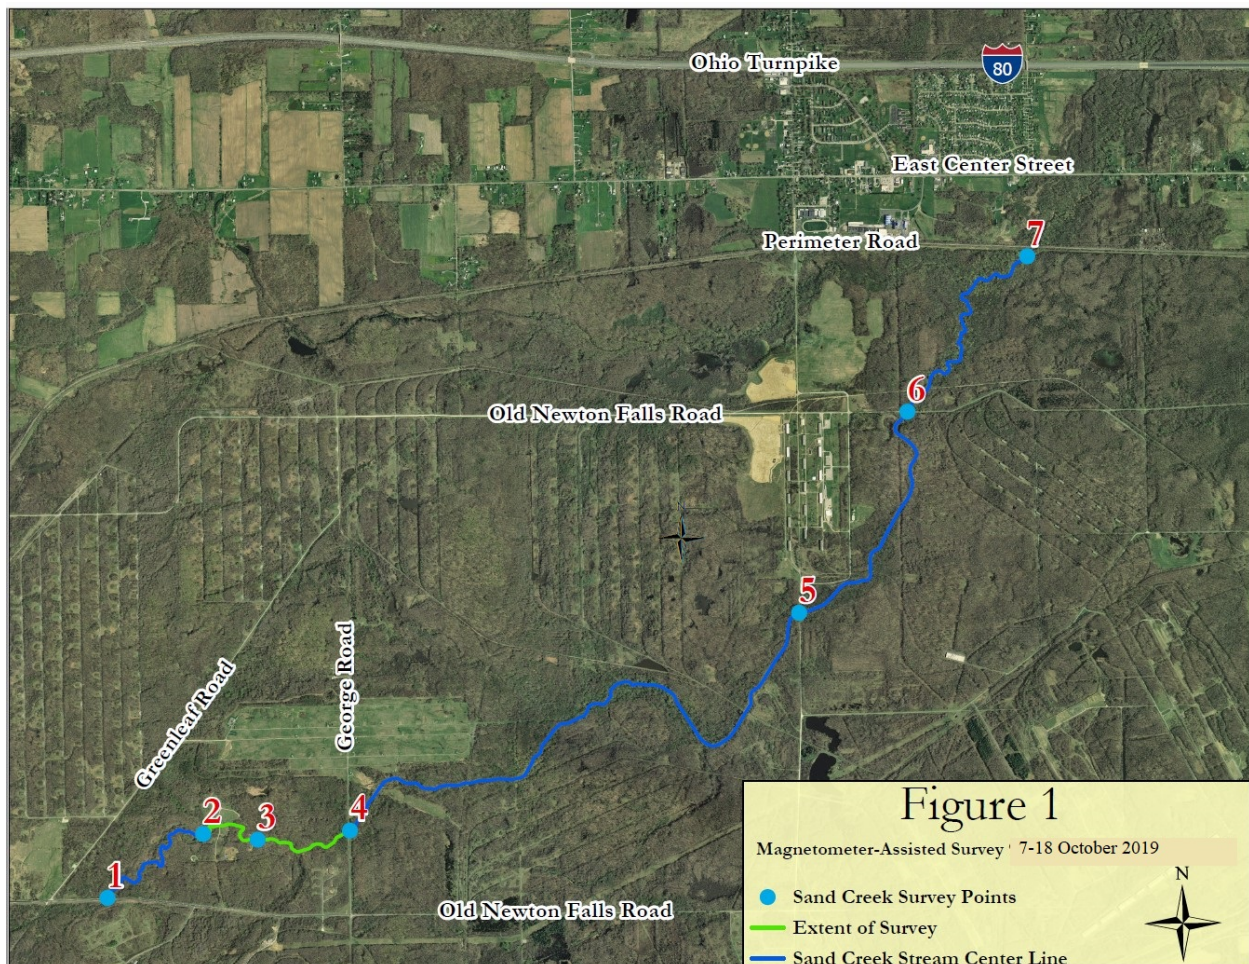 Ohio Turnpike
80
East Center Street
7
Perimeter Road
6
Old Newton Falls Road
5
George Road
Greenleaf Road
2
3
4
1
Old Newton Falls Road
Figure 1
Magnetometer-Assisted Survey 7-18 October 2019
N
Sand Creek Survey Points
Extent of Survey
Sand Creek Stream Center Line